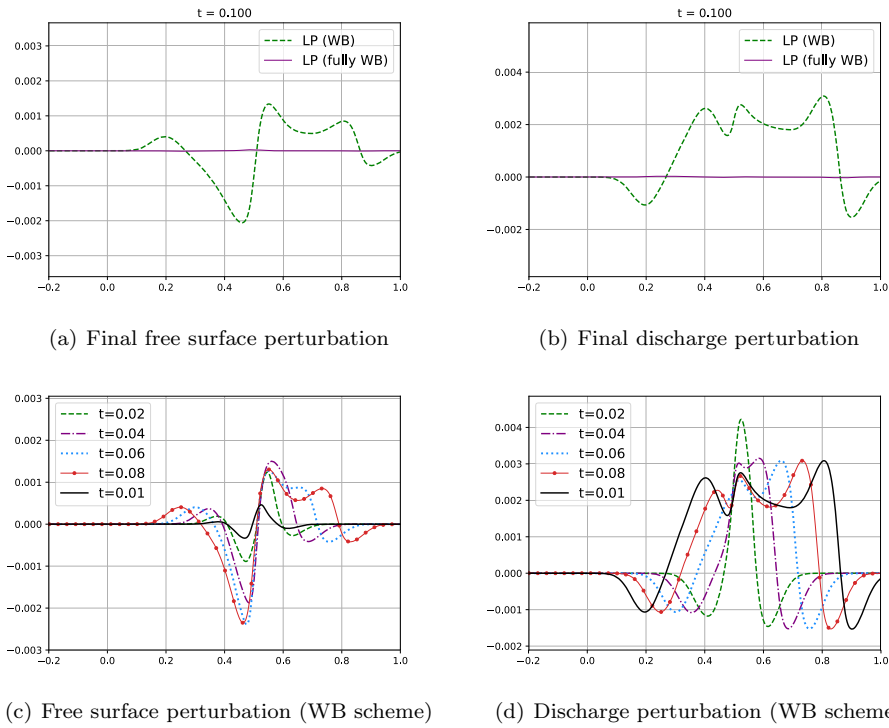 t = 0.100
LP (WB)
LP (fully WB)
0.003
0.002
0.001
0.000
−0.001
−0.002
−0.003
−0.2 0.0 0.2 0.4 0.6 0.8 1.0
(a) Final free surface perturbation
t = 0.100
LP (WB)
LP (fully WB)
0.004
0.002
0.000
−0.002
−0.2 0.0 0.2 0.4 0.6 0.8 1.0
(b) Final discharge perturbation
t=0.02
t=0.04
t=0.06
t=0.08
t=0.01
0.003
0.002
0.001
0.000
−0.001
−0.002
−0.003
−0.2 0.0 0.2 0.4 0.6 0.8 1.0
(c) Free surface perturbation (WB scheme)
t=0.02
t=0.04
t=0.06
t=0.08
t=0.01
0.004
0.003
0.002
0.001
0.000
−0.001
−0.002
−0.2 0.0 0.2 0.4 0.6 0.8 1.0
(d) Discharge perturbation (WB scheme